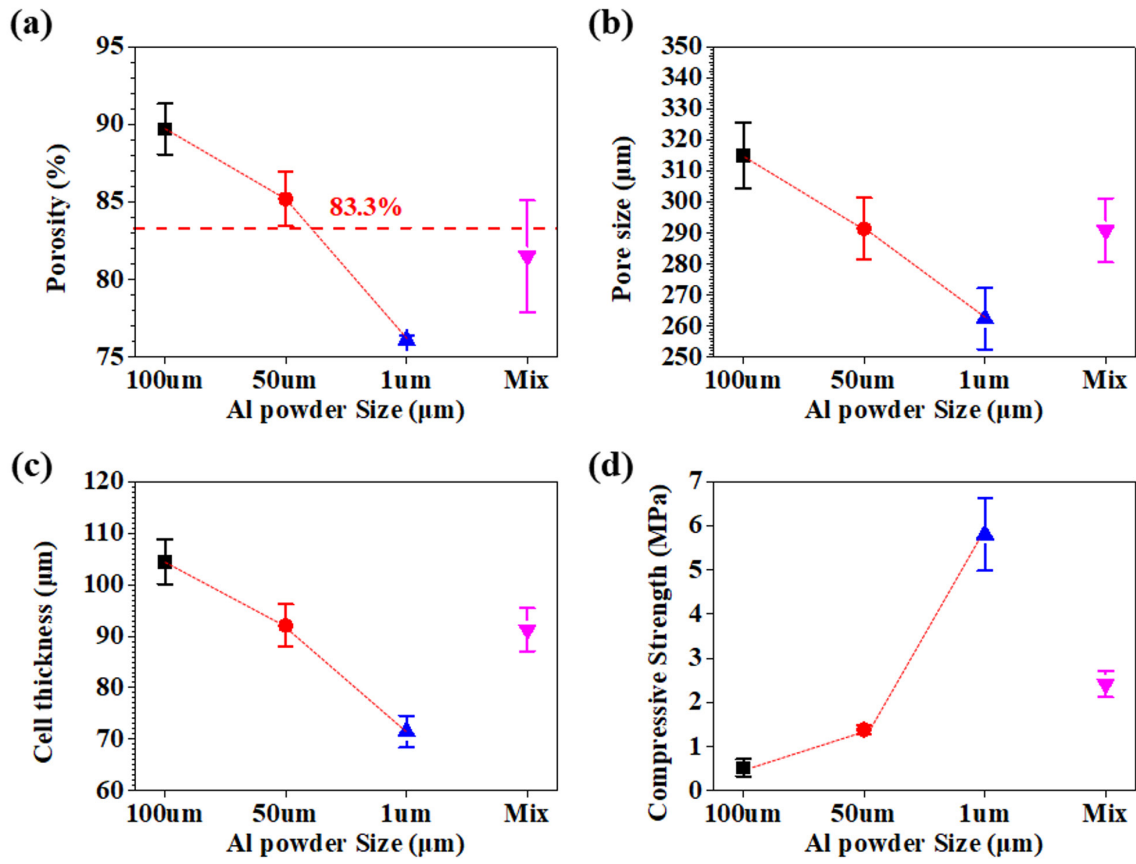 (a)
95
90
85
80
75
Porosity (%)
83.3%
100um 50um 1um Mix
Al powder Size (μm)
(b)
350
340
330
320
310
300
290
280
270
260
250
Pore size (μm)
100um 50um 1um Mix
Al powder Size (μm)
(c)
120
110
100
90
80
70
60
Cell thickness (μm)
100um 50um 1um Mix
Al powder Size (μm)
(d)
7
6
5
4
3
2
1
0
Compressive Strength (MPa)
100um 50um 1um Mix
Al powder Size (μm)